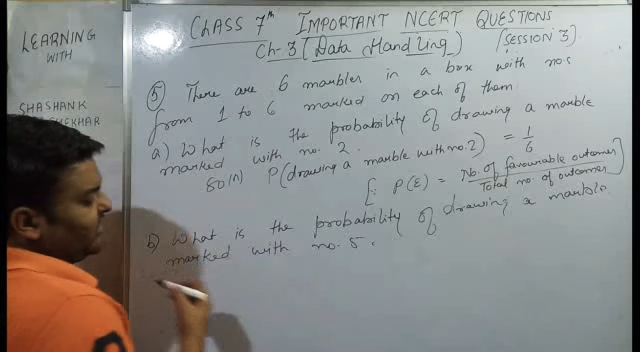 LEARNING
WITH
SHASHANK
CLASS 7th IMPORTANT NCERT QUESTIONS
Ch-3 (Data Handling) (SESSION 3)
⑤ There are 6 marbles in a box with no.s
from 1 to 6 marked on each of them.
a) What is the probability of drawing a marble
marked with no. 2.
Sol(n) P(drawing a marble with no. 2) = 1/6
[∵ P(E) = No. of favourable outcomes/Total no. of outcomes]
b) What is the probability of drawing a marble
marked with no. 5.